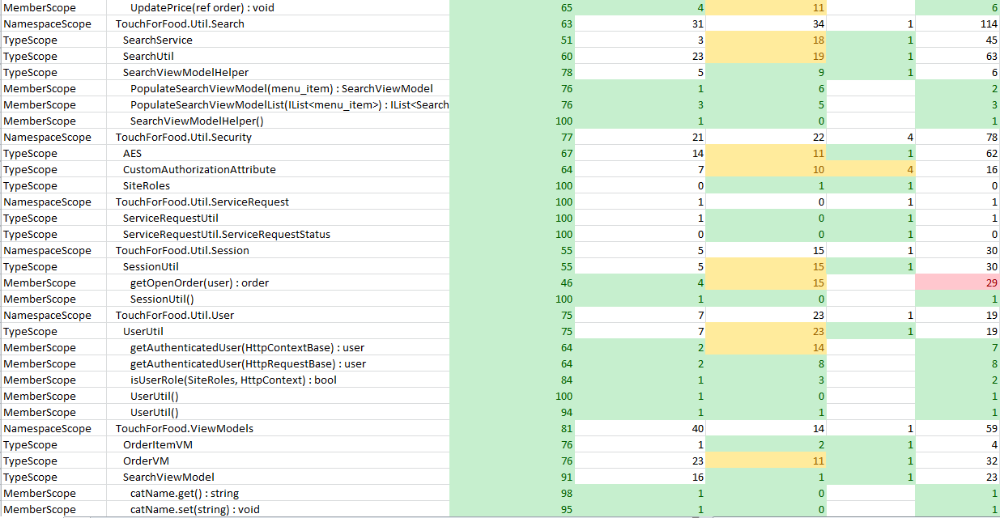 MemberScope UpdatePrice(ref order) : void 65 4 11 6
NamespaceScope TouchForFood.Util.Search 63 31 34 1 114
TypeScope SearchService 51 3 18 1 45
TypeScope SearchUtil 60 23 19 1 63
TypeScope SearchViewModelHelper 78 5 9 1 6
MemberScope PopulateSearchViewModel(menu_item) : SearchViewModel 76 1 6 2
MemberScope PopulateSearchViewModelList(IList<menu_item>) : IList<Search 76 3 5 3
MemberScope SearchViewModelHelper() 100 1 0 1
NamespaceScope TouchForFood.Util.Security 77 21 22 4 78
TypeScope AES 67 14 11 1 62
TypeScope CustomAuthorizationAttribute 64 7 10 4 16
TypeScope SiteRoles 100 0 1 1 0
NamespaceScope TouchForFood.Util.ServiceRequest 100 1 0 1 1
TypeScope ServiceRequestUtil 100 1 0 1 1
TypeScope ServiceRequestUtil.ServiceRequestStatus 100 0 0 1 0
NamespaceScope TouchForFood.Util.Session 55 5 15 1 30
TypeScope SessionUtil 55 5 15 1 30
MemberScope getOpenOrder(user) : order 46 4 15 29
MemberScope SessionUtil() 100 1 0 1
NamespaceScope TouchForFood.Util.User 75 7 23 1 19
TypeScope UserUtil 75 7 23 1 19
MemberScope getAuthenticatedUser(HttpContextBase) : user 64 2 14 7
MemberScope getAuthenticatedUser(HttpRequestBase) : user 64 2 8 8
MemberScope isUserRole(SiteRoles, HttpContext) : bool 84 1 3 2
MemberScope UserUtil() 100 1 0 1
MemberScope UserUtil() 94 1 1 1
NamespaceScope TouchForFood.ViewModels 81 40 14 1 59
TypeScope OrderItemVM 76 1 2 1 4
TypeScope OrderVM 76 23 11 1 32
TypeScope SearchViewModel 91 16 1 1 23
MemberScope catName.get() : string 98 1 0 1
MemberScope catName.set(string) : void 95 1 0 1